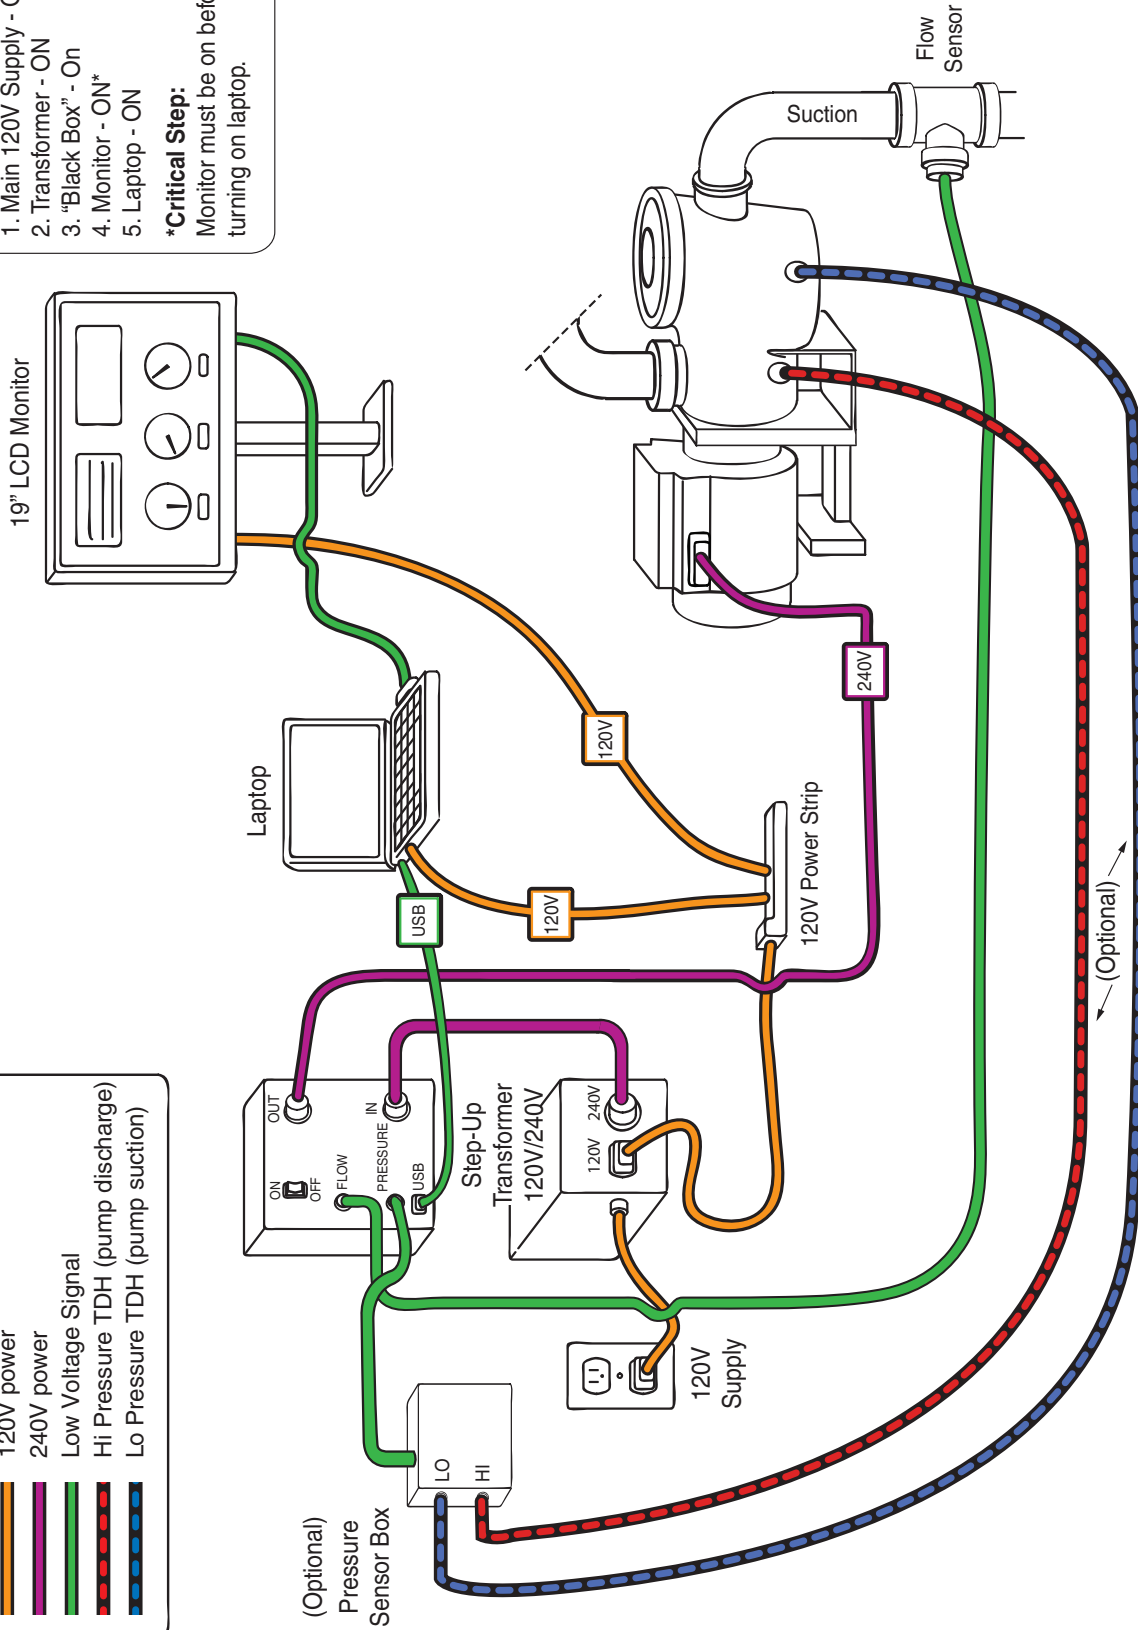 120V power
240V power
Low Voltage Signal
Hi Pressure TDH (pump discharge)
Lo Pressure TDH (pump suction)
1. Main 120V Supply -
2. Transformer - ON
3. “Black Box” - On
4. Monitor - ON*
5. Laptop - ON
*Critical Step:
Monitor must be on
turning on laptop.
19” LCD Monitor
Laptop
USB
120V
120V
120V Power Strip
240V
Suction
Flow
Sensor
ON
OFF
OUT
FLOW
PRESSURE
IN
USB
Step-Up
Transformer
120V/240V
120V
240V
120V
Supply
(Optional)
Pressure
Sensor Box
LO
HI
(Optional)